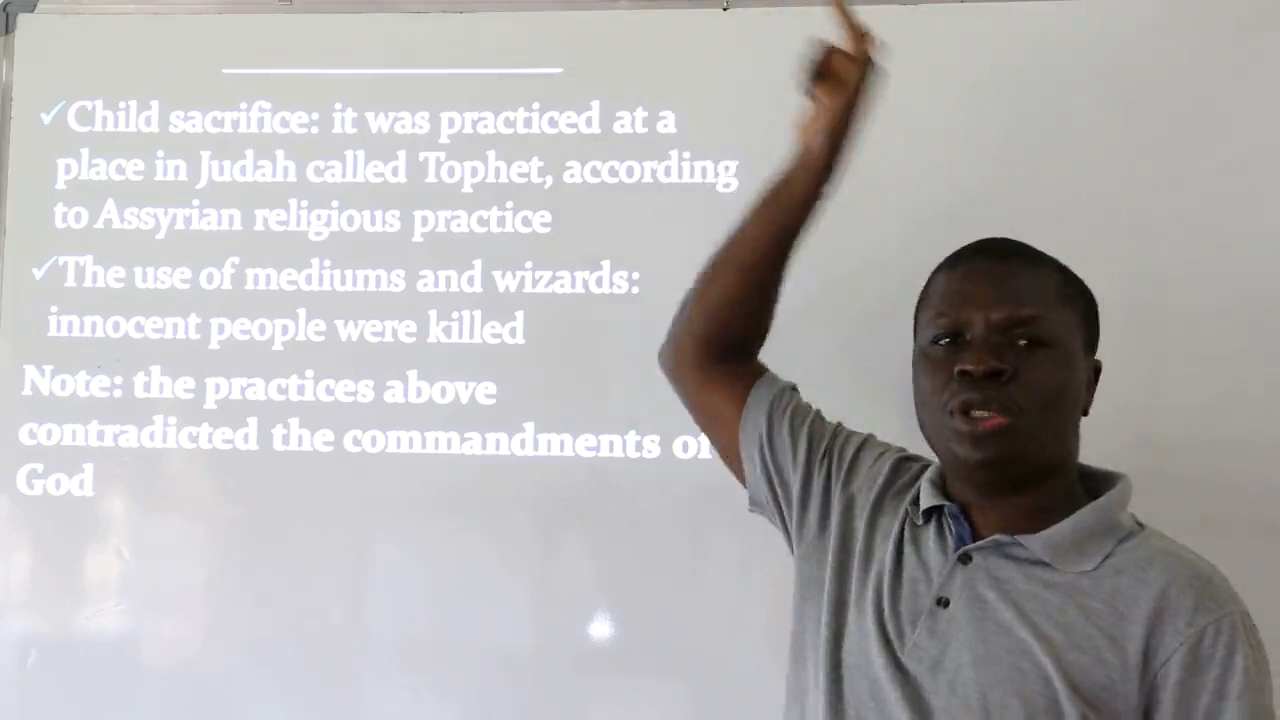 ✓Child sacrifice: it was practiced at a
place in Judah called Tophet, according
to Assyrian religious practice
✓The use of mediums and wizards:
innocent people were killed
Note: the practices above
contradicted the commandments of
God